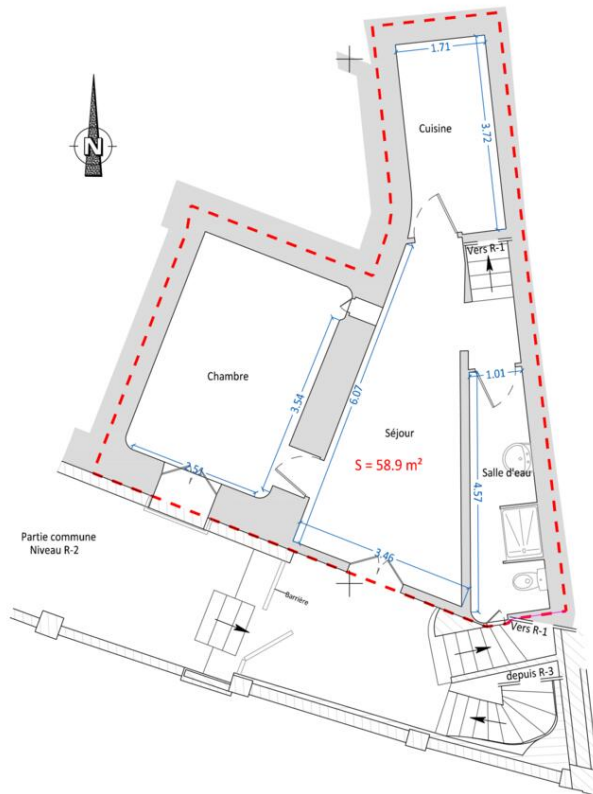 1.71
Cuisine
3.72
N
Vers R-1
Chambre
3.54
6.07
1.01
Séjour
S = 58.9 m²
Salle d'eau
4.57
2.51
Partie commune
Niveau R-2
3.46
Barrière
Vers R-1
depuis R-3